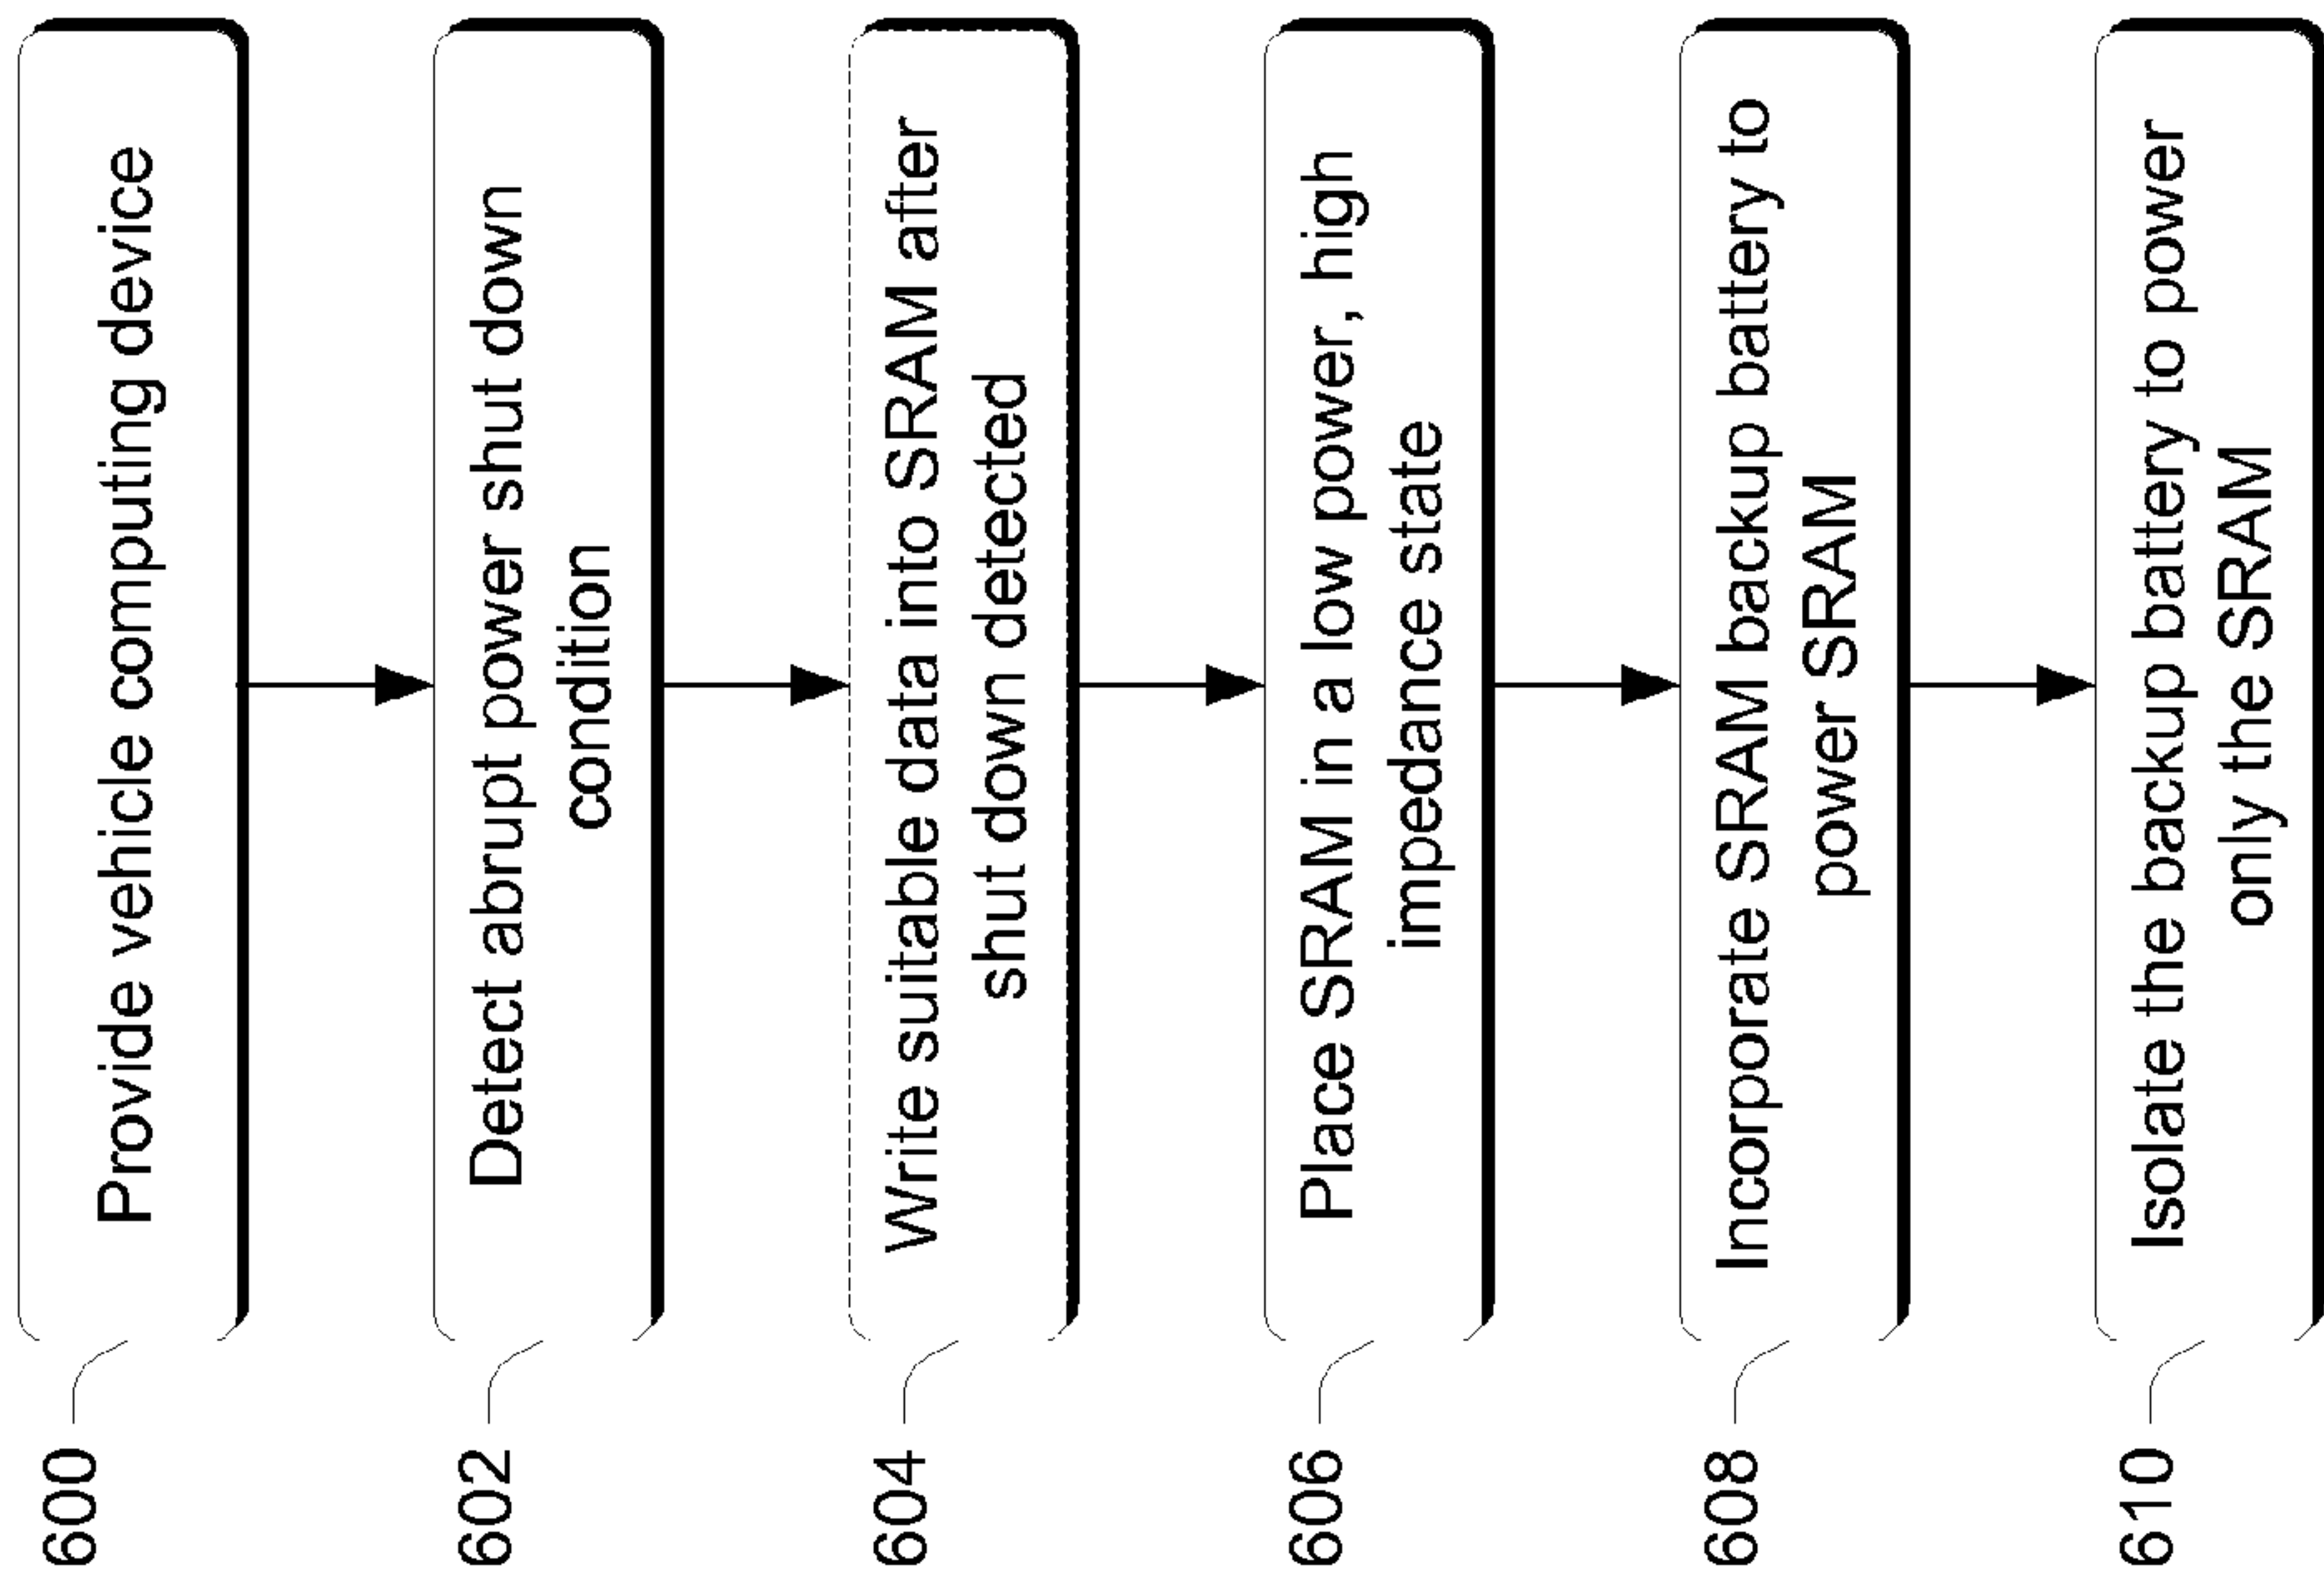 600
Provide vehicle computing device
602
Detect abrupt power shut down
condition
604
Write suitable data into SRAM after
shut down detected
606
Place SRAM in a low power, high
impedance state
608
Incorporate SRAM backup battery to
power SRAM
610
Isolate the backup battery to power
only the SRAM